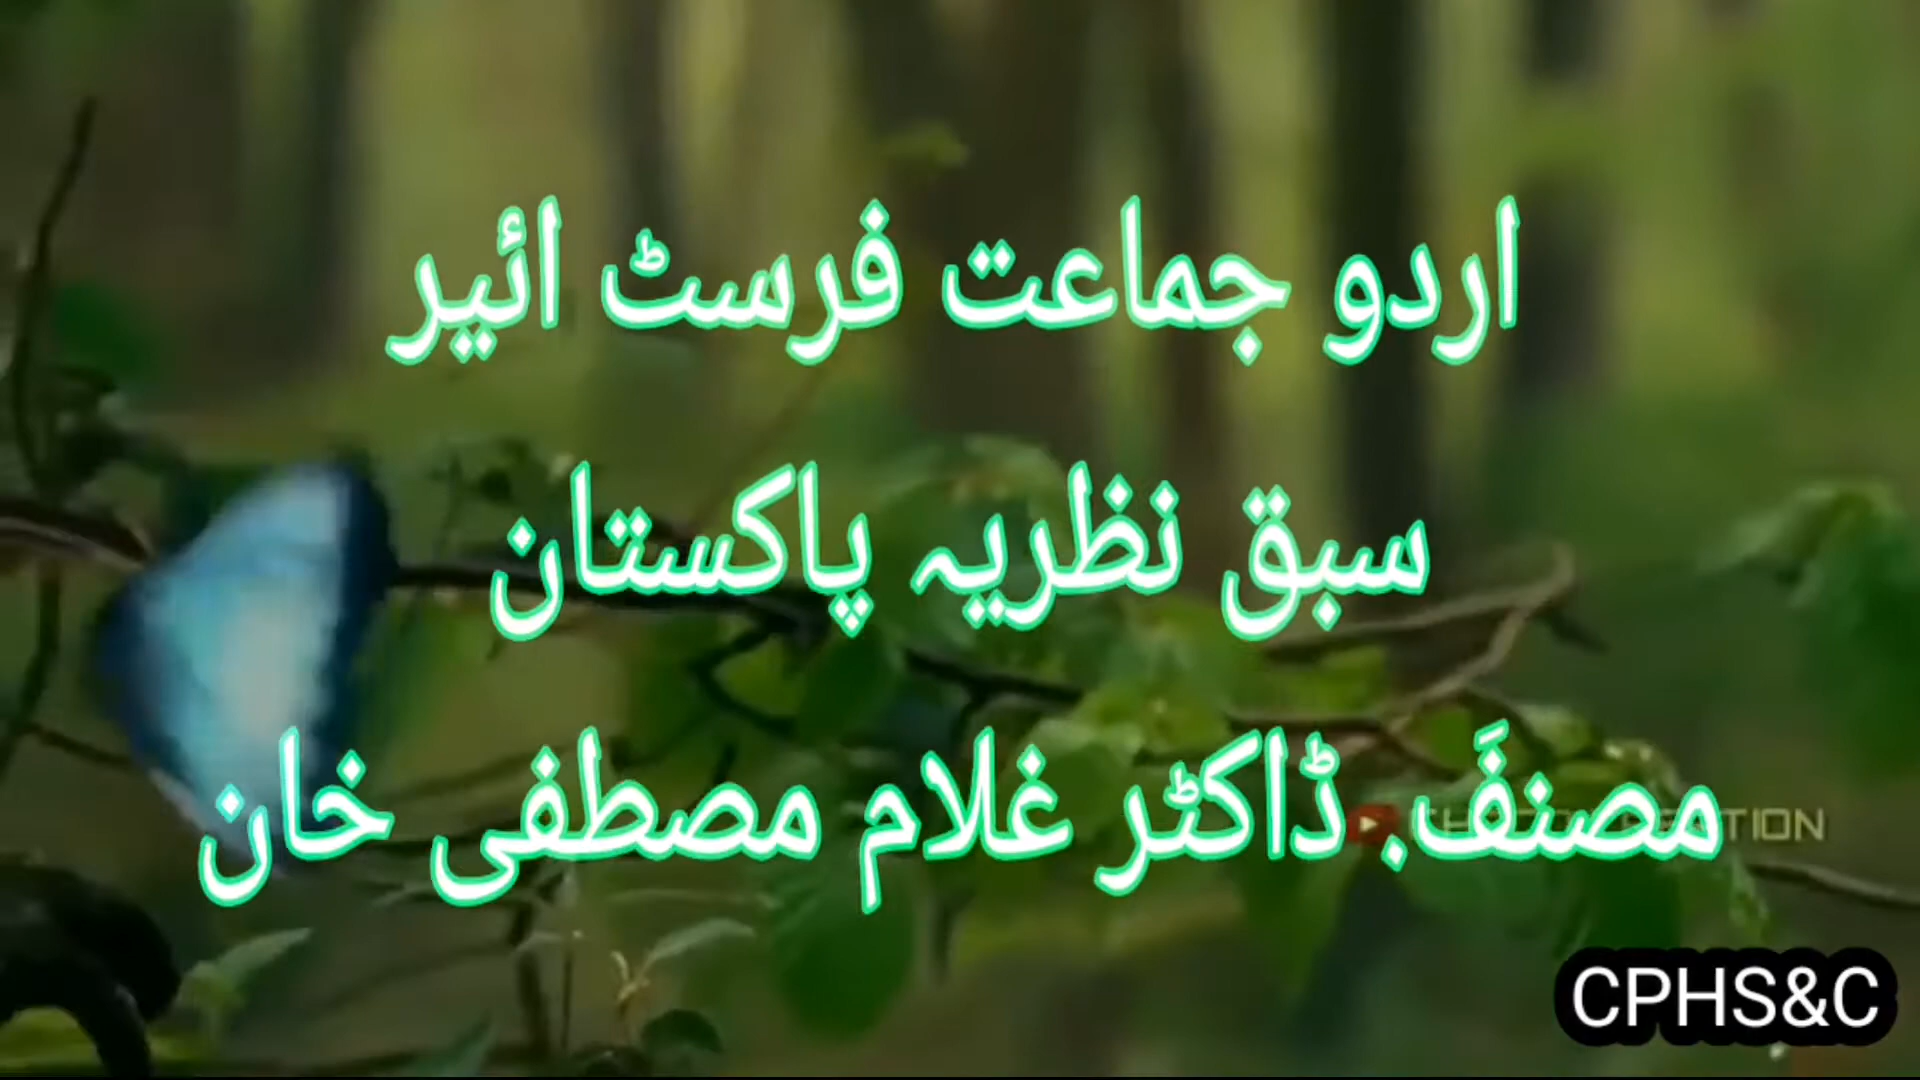 اردو جماعت فرسٹ ائیر
سبق نظریہ پاکستان
مصنفَ. ڈاکٹر غلام مصطفی خان
CPHS&C